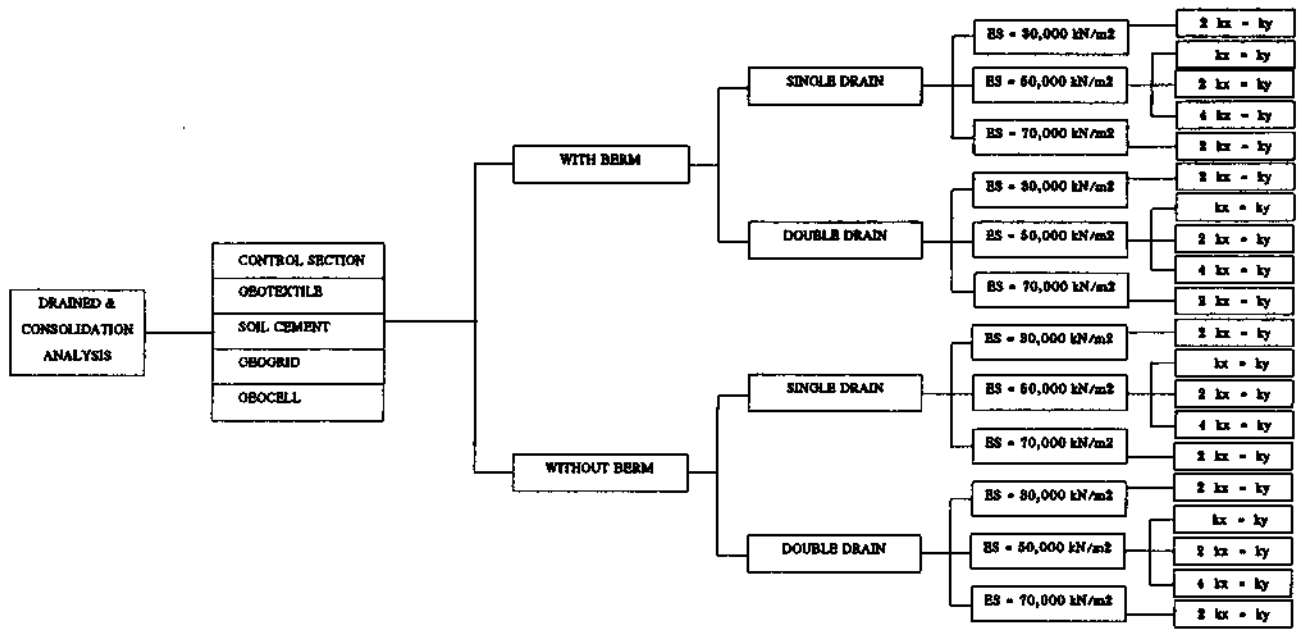 DRAINED &
CONSOLIDATION
ANALYSIS
CONTROL SECTION
GEOTEXTILE
SOIL CEMENT
GEOGRID
GEOCELL
WITH BERM
WITHOUT BERM
SINGLE DRAIN
DOUBLE DRAIN
SINGLE DRAIN
DOUBLE DRAIN
ES = 30,000 kN/m2
ES = 50,000 kN/m2
ES = 70,000 kN/m2
ES = 30,000 kN/m2
ES = 50,000 kN/m2
ES = 70,000 kN/m2
ES = 30,000 kN/m2
ES = 50,000 kN/m2
ES = 70,000 kN/m2
ES = 30,000 kN/m2
ES = 50,000 kN/m2
ES = 70,000 kN/m2
2 kx = ky
kx = ky
2 kx = ky
4 kx = ky
2 kx = ky
2 kx = ky
kx = ky
2 kx = ky
4 kx = ky
2 kx = ky
2 kx = ky
kx = ky
2 kx = ky
4 kx = ky
2 kx = ky
2 kx = ky
kx = ky
2 kx = ky
4 kx = ky
2 kx = ky